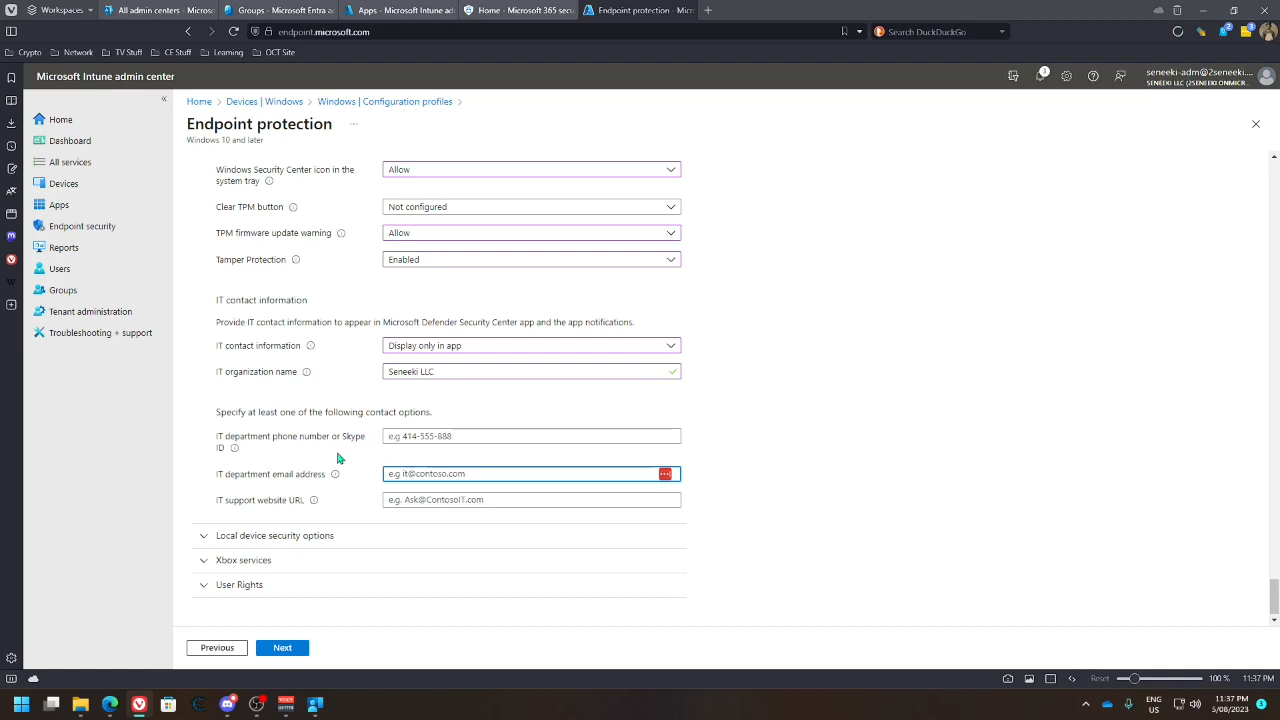 Workspaces
All admin centers - Micros
Groups - Microsoft Entra a
Apps - Microsoft Intune ad
Home - Microsoft 365 secu
Endpoint protection - Micr
endpoint.microsoft.com
Search DuckDuckGo
2
3
Crypto
Network
TV Stuff
CE Stuff
Learning
OCT Site
Microsoft Intune admin center
seneeki-adm@2seneeki....
SENEEKI LLC (2SENEEKI.ONMICR...
Home > Devices | Windows > Windows | Configuration profiles >
Endpoint protection ...
Windows 10 and later
Home
Dashboard
All services
Devices
Apps
Endpoint security
Reports
Users
Groups
Tenant administration
Troubleshooting + support
Windows Security Center icon in the
system tray
Allow
Clear TPM button
Not configured
TPM firmware update warning
Allow
Tamper Protection
Enabled
IT contact information
Provide IT contact information to appear in Microsoft Defender Security Center app and the app notifications.
IT contact information
Display only in app
IT organization name
Seneeki LLC
Specify at least one of the following contact options.
IT department phone number or Skype
ID
e.g 414-555-888
IT department email address
e.g it@contoso.com
IT support website URL
e.g. Ask@ContosoIT.com
Local device security options
Xbox services
User Rights
Previous
Next
Reset
100 %
11:37 PM
ENG
US
11:37 PM
5/08/2023
3